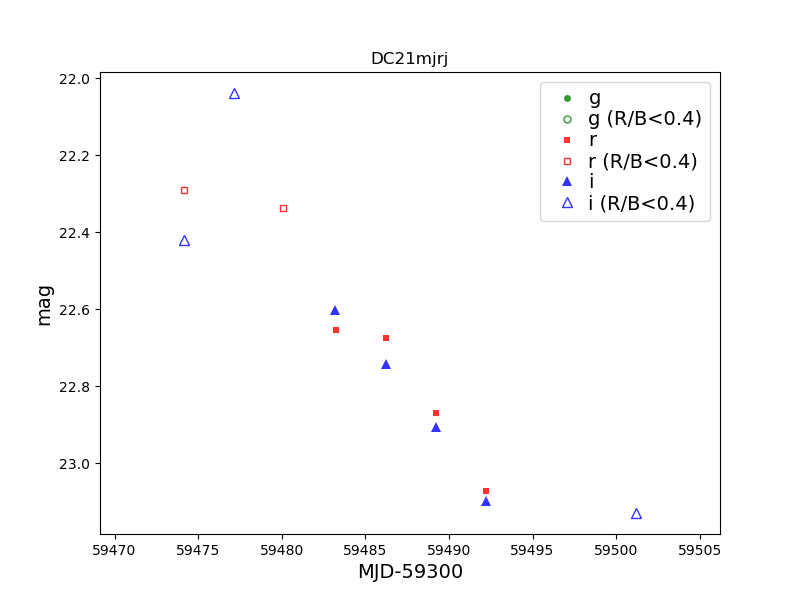 DC21mjrj
22.0
22.2
22.4
22.6
22.8
23.0
mag
g
g (R/B<0.4)
r
r (R/B<0.4)
i
i (R/B<0.4)
59470 59475 59480 59485 59490 59495 59500 59505
MJD-59300